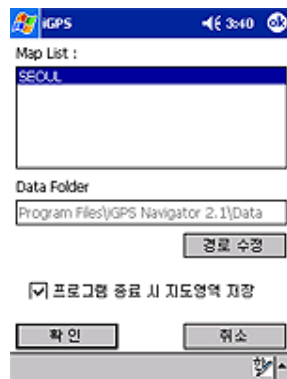 iGPS 3:40 ok
Map List :
SEOUL
Data Folder
Program Files\iGPS Navigator 2.1\Data
경로 수정
프로그램 종료 시 지도영역 저장
확인 취소
한